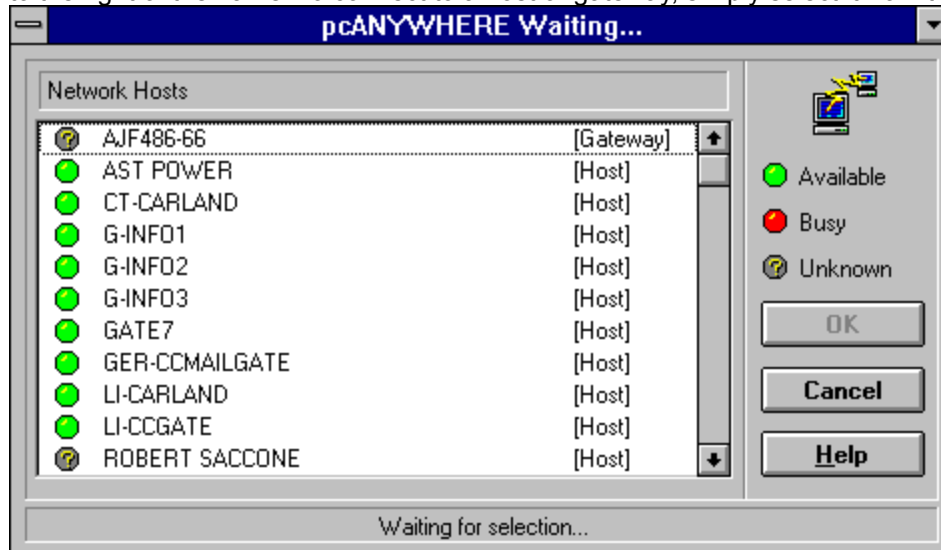 pcANYWHERE Waiting...
Network Hosts
AJF486-66 [Gateway]
AST POWER [Host]
CT-CARLAND [Host]
G-INFO1 [Host]
G-INFO2 [Host]
G-INFO3 [Host]
GATE7 [Host]
GER-CCMAILGATE [Host]
LI-CARLAND [Host]
LI-CCGATE [Host]
ROBERT SACCONE [Host]
Available
Busy
Unknown
OK
Cancel
Help
Waiting for selection...